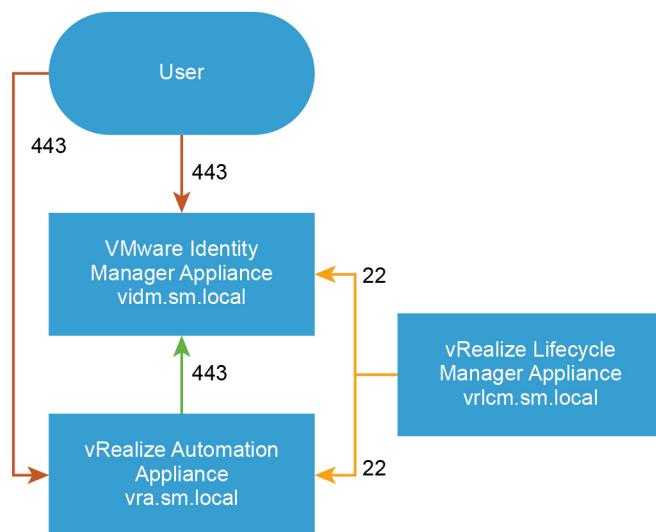 User
443
443
VMware Identity
Manager Appliance
vidm.sm.local
22
vRealize Lifecycle
Manager Appliance
vrlcm.sm.local
443
vRealize Automation
Appliance
vra.sm.local
22